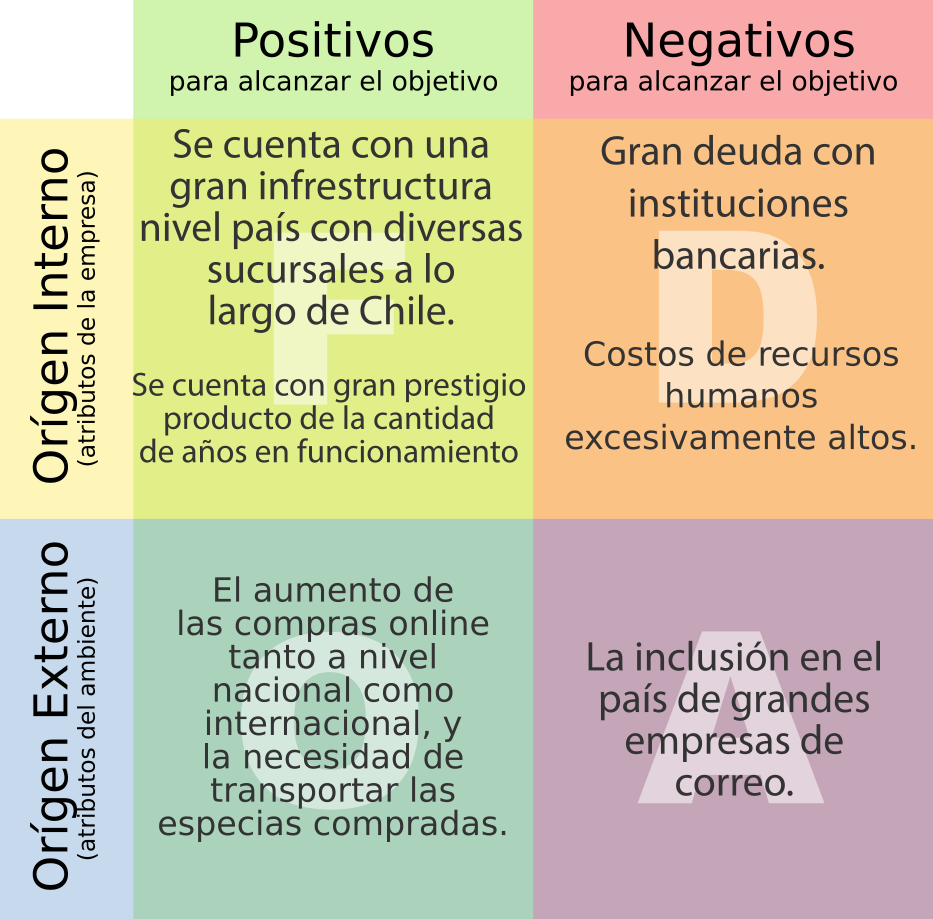 Positivos
para alcanzar el objetivo
Negativos
para alcanzar el objetivo
Orígen Interno
(atributos de la empresa)
Se cuenta con una
gran infrestructura
nivel país con diversas
sucursales a lo
largo de Chile.
Se cuenta con gran prestigio
producto de la cantidad
de años en funcionamiento
F
Gran deuda con
instituciones
bancarias.
Costos de recursos
humanos
excesivamente altos.
D
Orígen Externo
(atributos del ambiente)
El aumento de
las compras online
tanto a nivel
nacional como
internacional, y
la necesidad de
transportar las
especias compradas.
O
La inclusión en el
país de grandes
empresas de
correo.
A